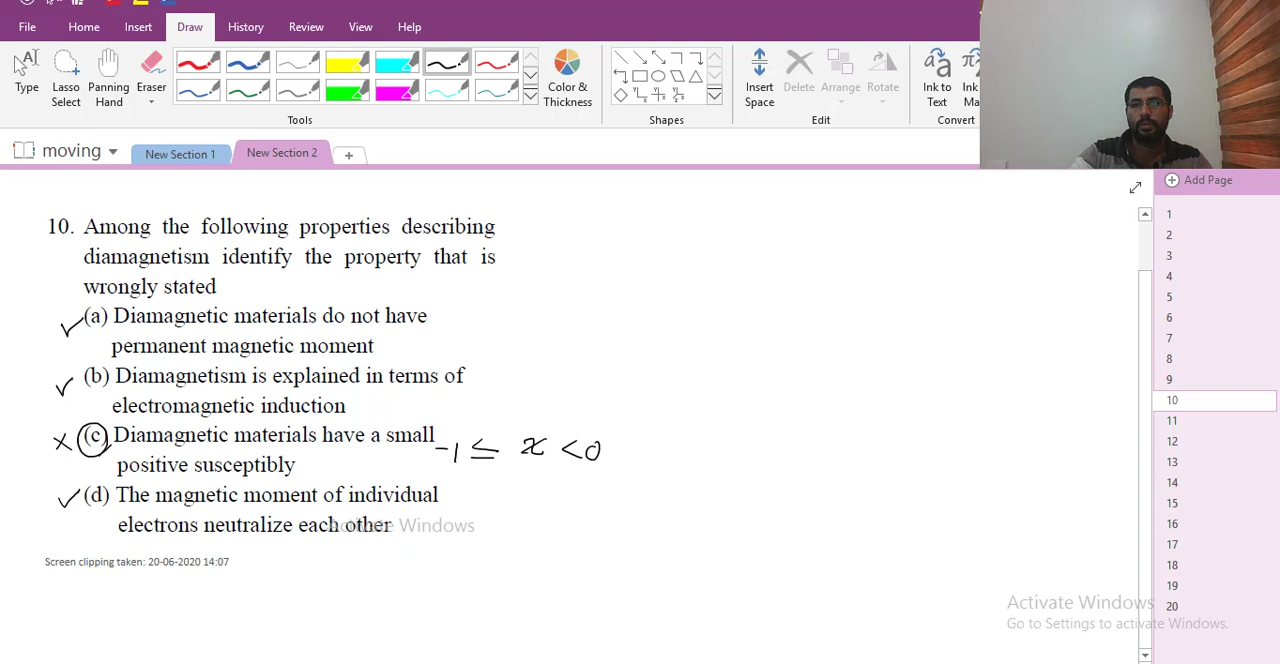 File Home Insert Draw History Review View Help
Type Lasso Select Panning Hand Eraser Color & Thickness Insert Space Delete Arrange Rotate Ink to Text Ink Ma
Tools Shapes Edit Convert
moving New Section 1 New Section 2
Add Page
1
2
3
4
5
6
7
8
9
10
11
12
13
14
15
16
17
18
19
20
10. Among the following properties describing
diamagnetism identify the property that is
wrongly stated
(a) Diamagnetic materials do not have
permanent magnetic moment
(b) Diamagnetism is explained in terms of
electromagnetic induction
(c) Diamagnetic materials have a small
positive susceptibly
-1 ≤ x < 0
(d) The magnetic moment of individual
electrons neutralize each other
Activate Windows
Screen clipping taken: 20-06-2020 14:07
Activate Windows
Go to Settings to activate Windows.